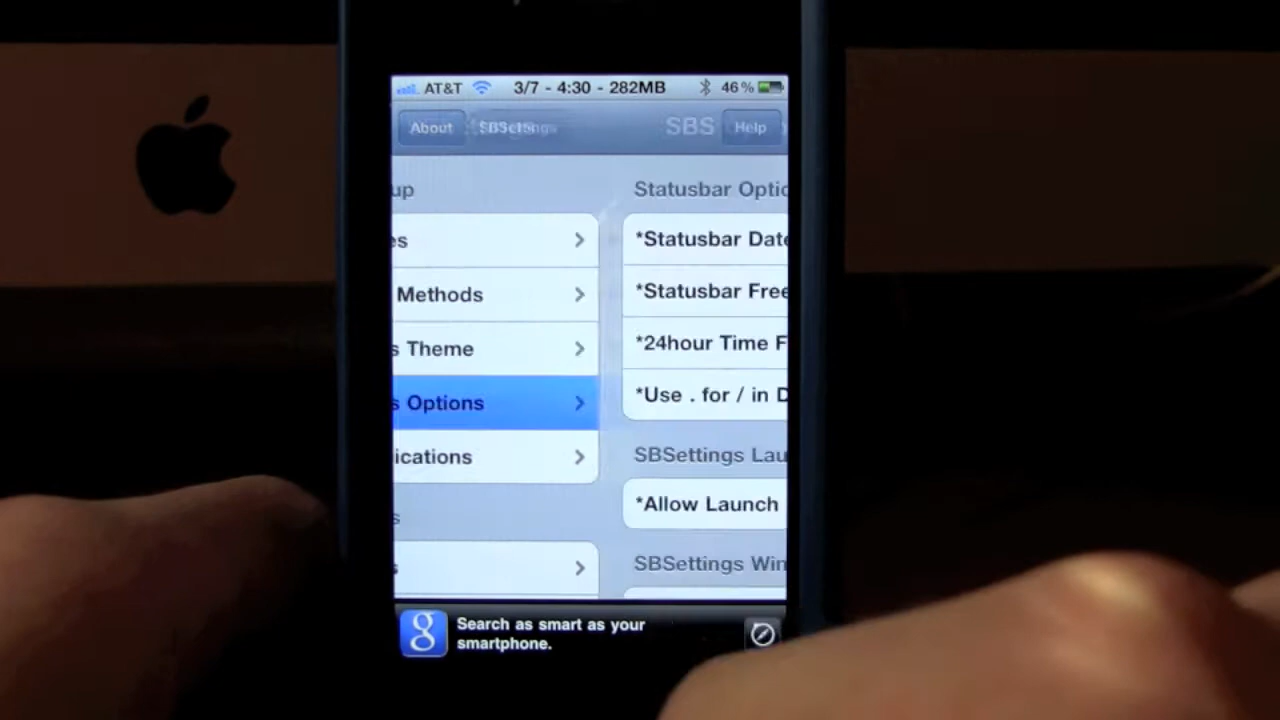 AT&T 3/7 - 4:30 - 282MB 46%
About SBSettings SBS Help
up
es
Methods
s Theme
s Options
ications
s
s
Statusbar Optio
*Statusbar Date
*Statusbar Free
*24hour Time F
*Use . for / in D
SBSettings Lau
*Allow Launch
SBSettings Win
g Search as smart as your
smartphone.